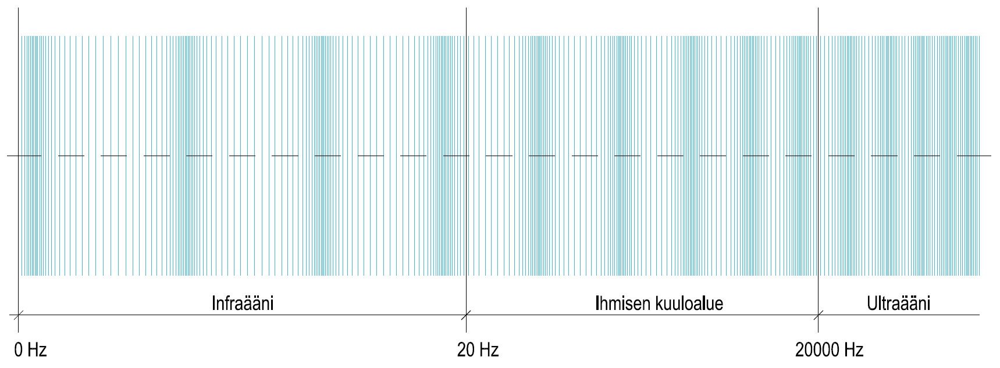 Infraääni
Ihmisen kuuloalue
Ultraääni
0 Hz
20 Hz
20000 Hz